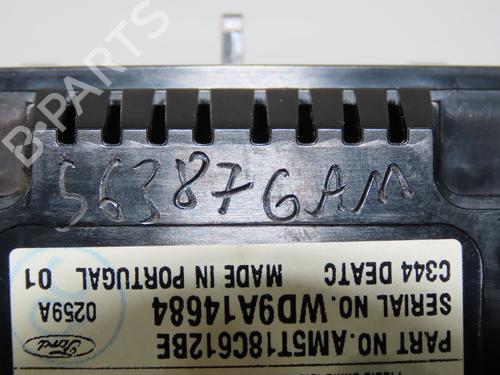 B-PARTS
56387GAM
C344 DEATC
MADE IN PORTUGAL 01
SERIAL NO. WD9A14684
0259A
PART NO. AM5T18C612BE
Ford